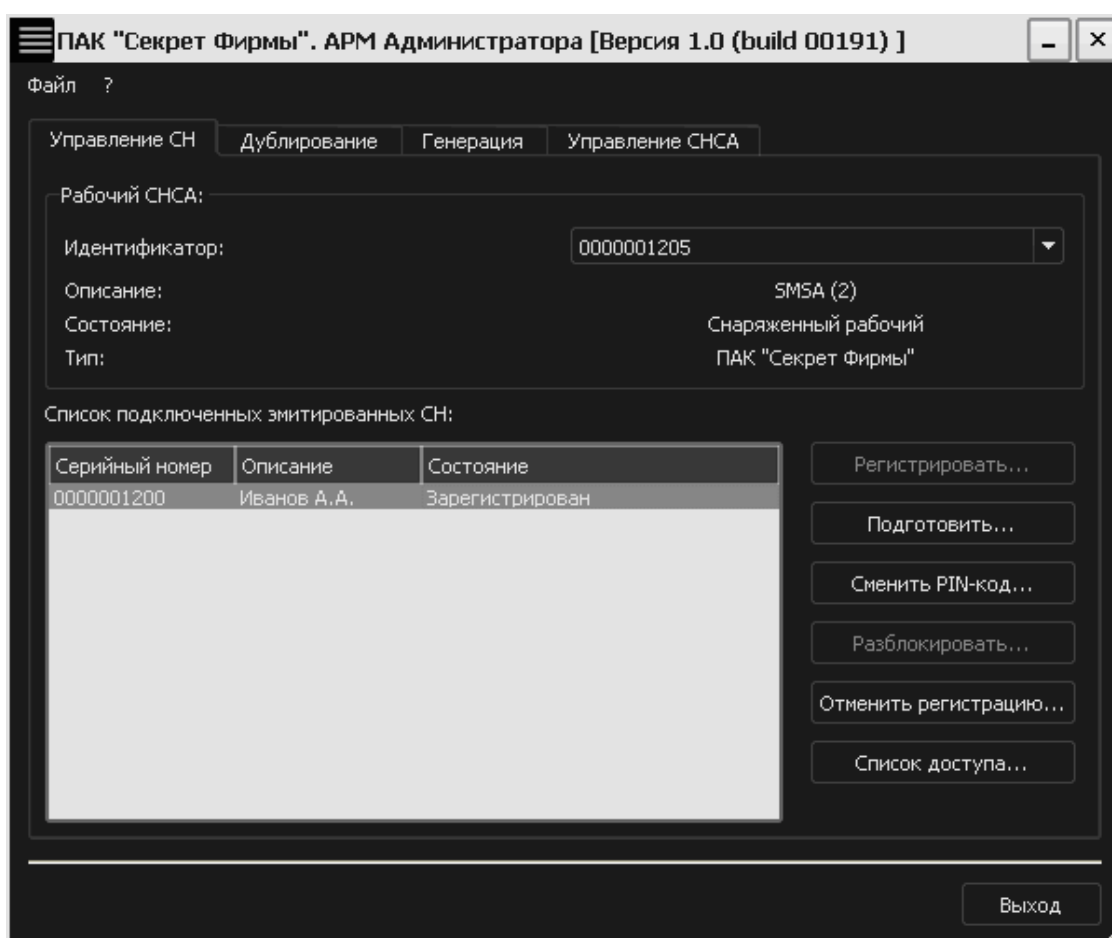 ПАК "Секрет Фирмы". АРМ Администратора [Версия 1.0 (build 00191) ]
Файл ?
Управление СН Дублирование Генерация Управление СНСА
Рабочий СНСА:
Идентификатор: 0000001205
Описание: SMSA (2)
Состояние: Снаряженный рабочий
Тип: ПАК "Секрет Фирмы"
Список подключенных эмитированных СН:
Серийный номер Описание Состояние
0000001200 Иванов А.А. Зарегистрирован
Регистрировать...
Подготовить...
Сменить PIN-код...
Разблокировать...
Отменить регистрацию...
Список доступа...
Выход